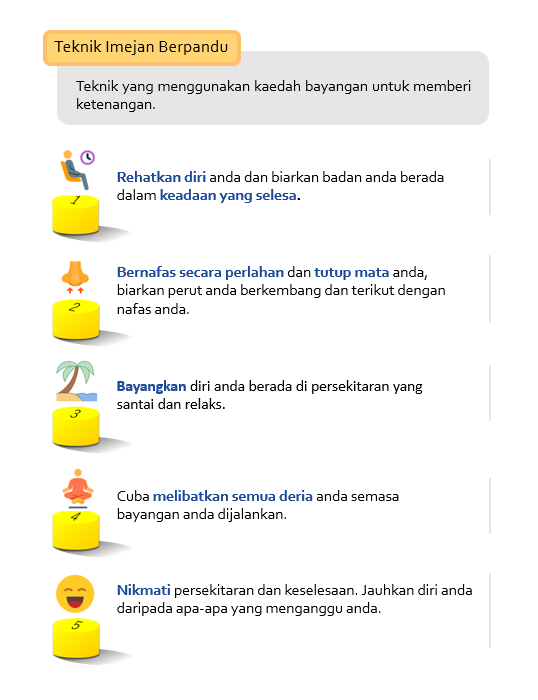 Teknik Imejan Berpandu
Teknik yang menggunakan kaedah bayangan untuk memberi
ketenangan.
Rehatkan diri anda dan biarkan badan anda berada
dalam keadaan yang selesa.
1
Bernafas secara perlahan dan tutup mata anda,
biarkan perut anda berkembang dan terikut dengan
nafas anda.
2
Bayangkan diri anda berada di persekitaran yang
santai dan relaks.
3
Cuba melibatkan semua deria anda semasa
bayangan anda dijalankan.
4
Nikmati persekitaran dan keselesaan. Jauhkan diri anda
daripada apa-apa yang menganggu anda.
5